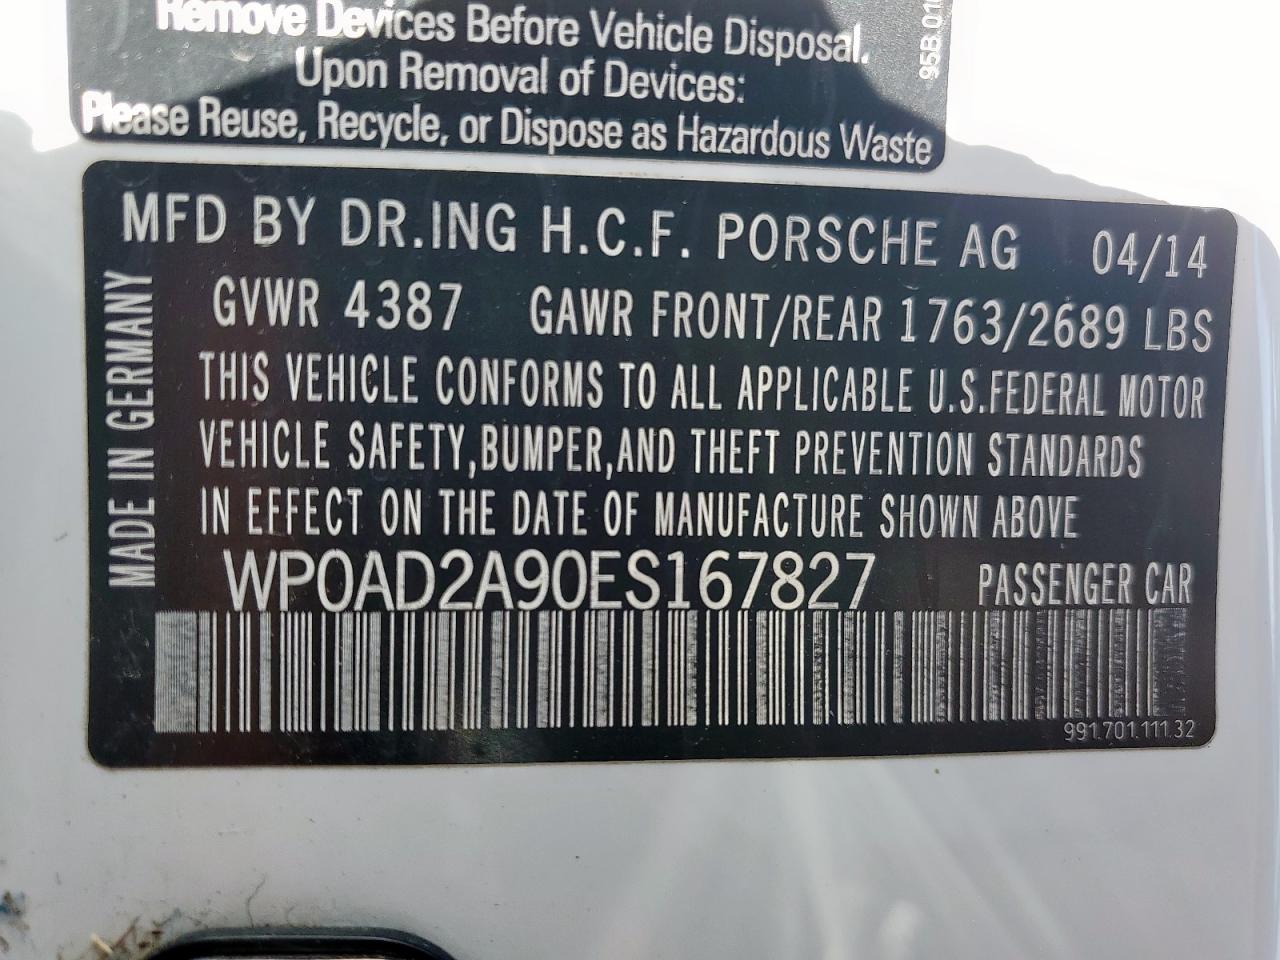 Remove Devices Before Vehicle Disposal.
Upon Removal of Devices:
Please Reuse, Recycle, or Dispose as Hazardous Waste
95B.01
MFD BY DR.ING H.C.F. PORSCHE AG 04/14
GVWR 4387 GAWR FRONT/REAR 1763/2689 LBS
THIS VEHICLE CONFORMS TO ALL APPLICABLE U.S.FEDERAL MOTOR
VEHICLE SAFETY,BUMPER,AND THEFT PREVENTION STANDARDS
IN EFFECT ON THE DATE OF MANUFACTURE SHOWN ABOVE
WP0AD2A90ES167827 PASSENGER CAR
991.701.111.32
MADE IN GERMANY